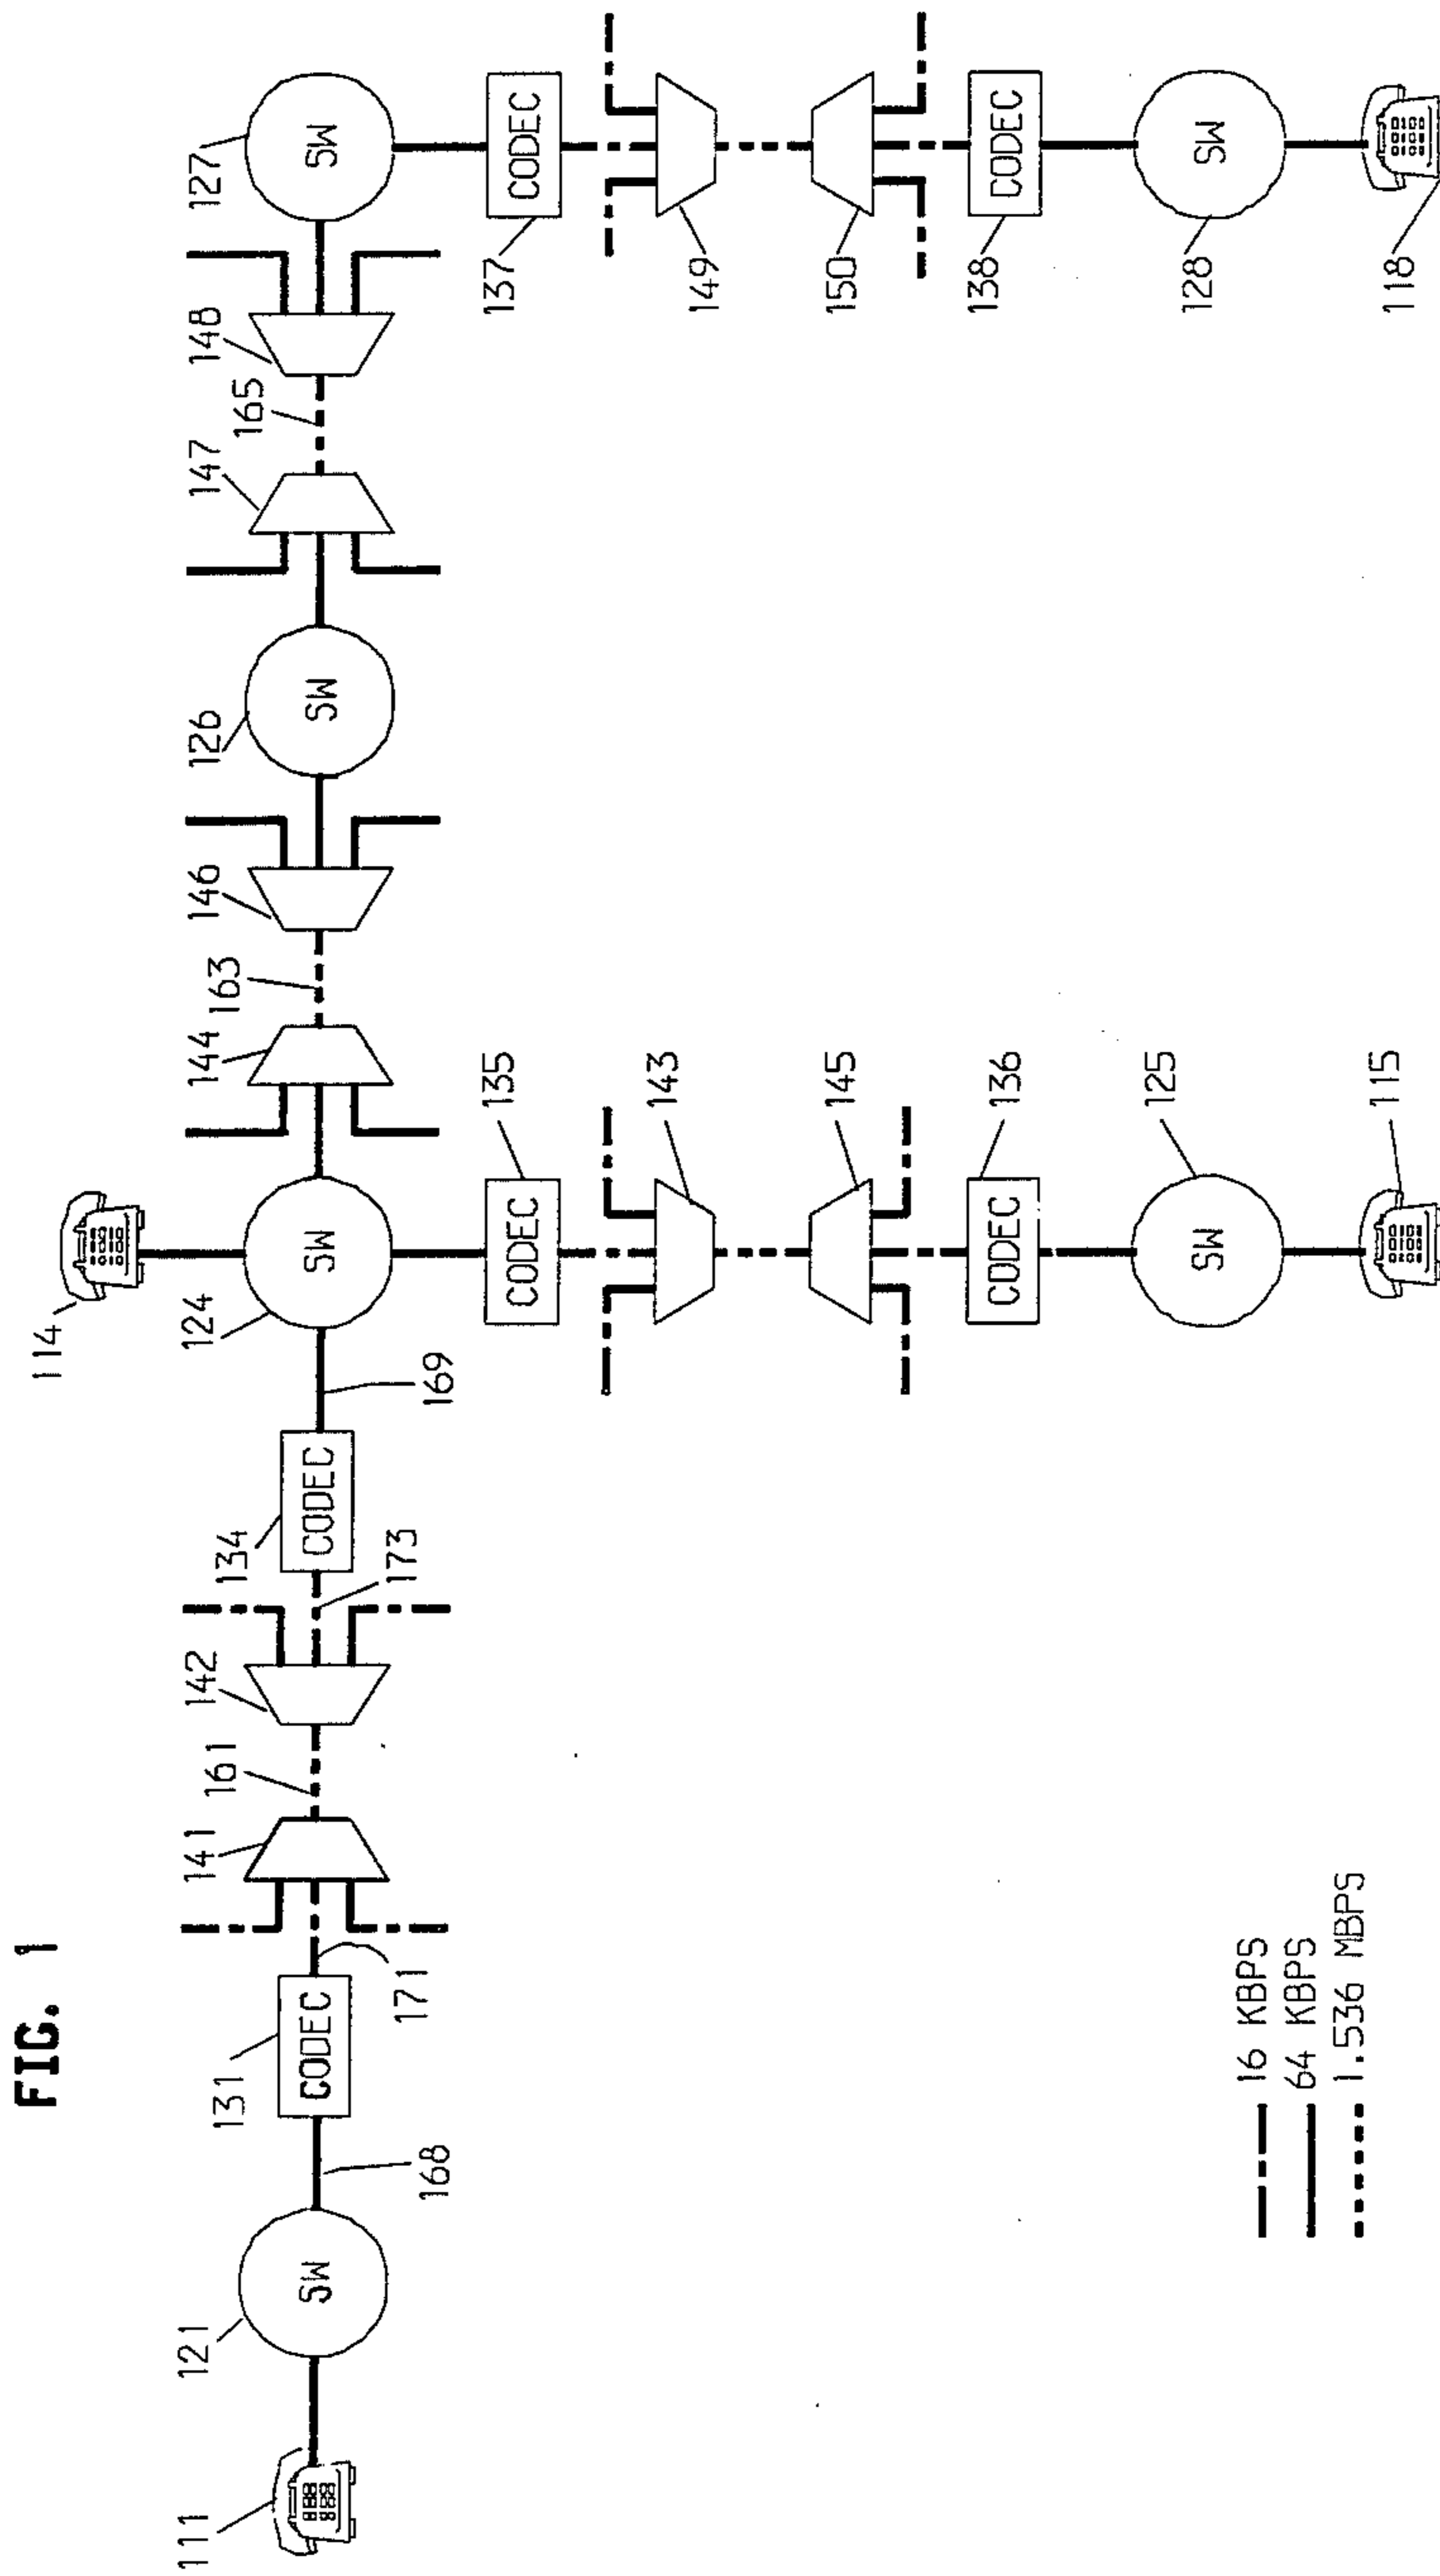 FIG. 1
111
121
168
131
CODEC
171
141
161
142
173
134
CODEC
169
124
114
SW
SW
144
163
146
126
SW
147
165
148
127
SW
135
CODEC
143
145
136
CODEC
125
SW
115
137
CODEC
149
150
138
CODEC
128
SW
118
16 KBPS
64 KBPS
1.536 MBPS